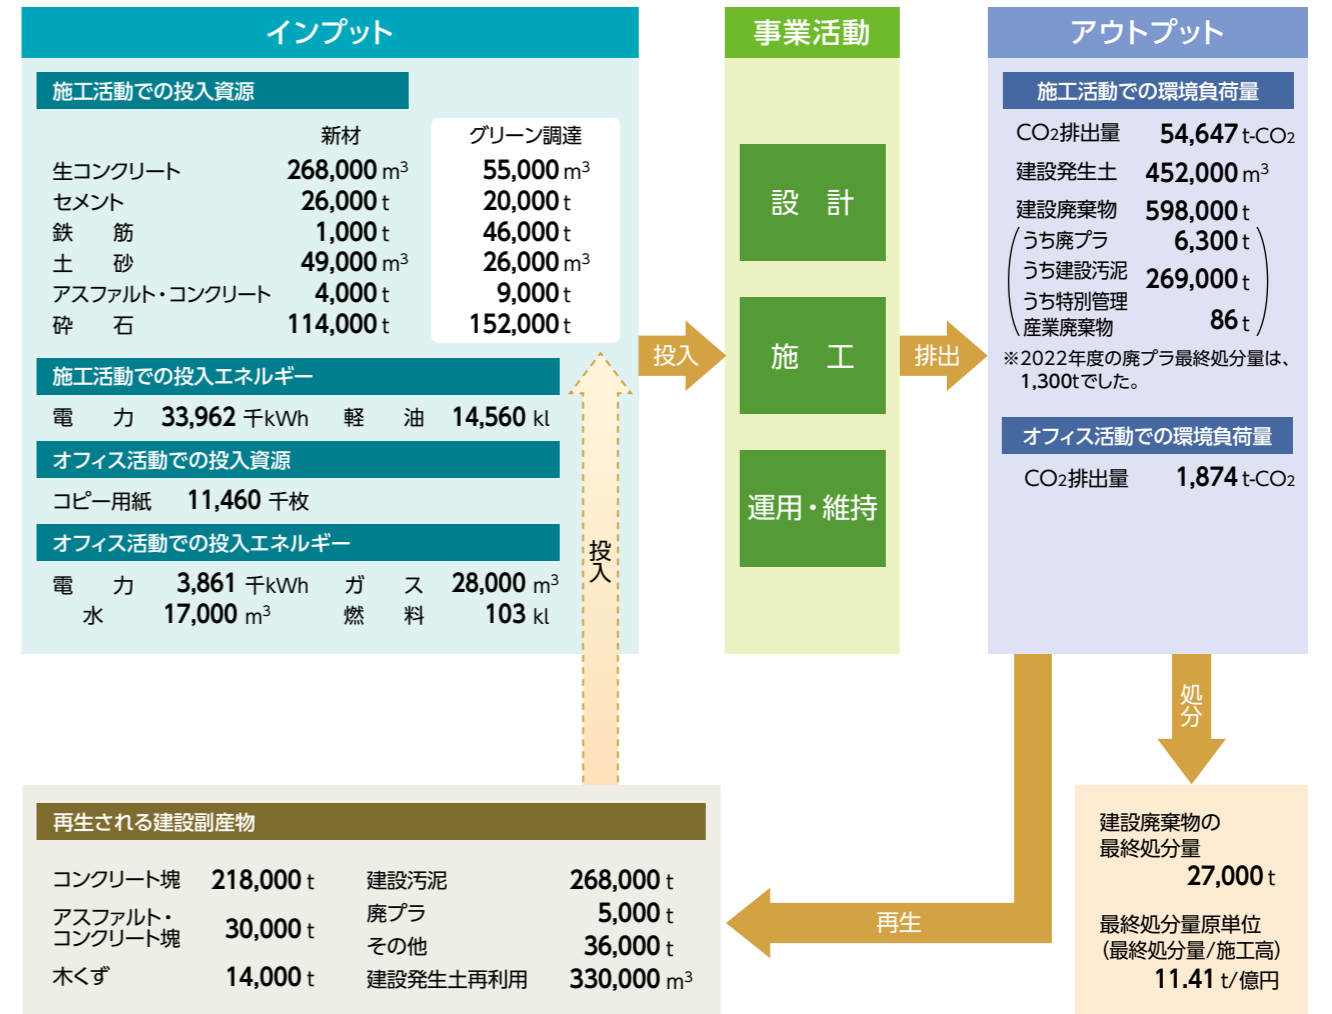 インプット
施工活動での投入資源
新材 グリーン調達
生コンクリート 268,000 m³ 55,000 m³
セメント 26,000 t 20,000 t
鉄 筋 1,000 t 46,000 t
土 砂 49,000 m³ 26,000 m³
アスファルト・コンクリート 4,000 t 9,000 t
砕 石 114,000 t 152,000 t
施工活動での投入エネルギー
電 力 33,962 千kWh 軽 油 14,560 kl
オフィス活動での投入資源
コピー用紙 11,460 千枚
オフィス活動での投入エネルギー
電 力 3,861 千kWh ガ ス 28,000 m³
水 17,000 m³ 燃 料 103 kl
投入
投入
事業活動
設 計
施 工
運用・維持
排出
アウトプット
施工活動での環境負荷量
CO₂排出量 54,647 t-CO₂
建設発生土 452,000 m³
建設廃棄物 598,000 t
(うち廃プラ 6,300 t
うち建設汚泥 269,000 t
うち特別管理
産業廃棄物 86 t)
※2022年度の廃プラ最終処分量は、
1,300tでした。
オフィス活動での環境負荷量
CO₂排出量 1,874 t-CO₂
処分
建設廃棄物の
最終処分量
27,000 t
最終処分量原単位
(最終処分量/施工高)
11.41 t/億円
再生
再生される建設副産物
コンクリート塊 218,000 t
アスファルト・
コンクリート塊 30,000 t
木くず 14,000 t
建設汚泥 268,000 t
廃プラ 5,000 t
その他 36,000 t
建設発生土再利用 330,000 m³